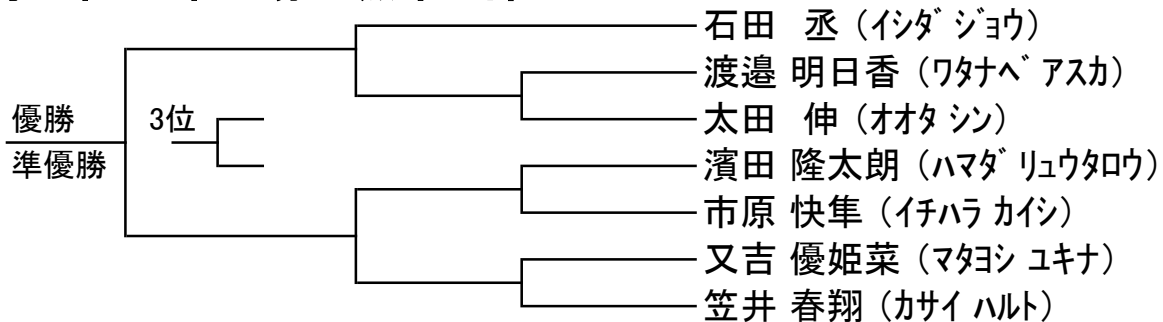 石田 丞 (イシダ ジョウ)
渡邉 明日香 (ワタナベ アスカ)
優勝 3位
太田 伸 (オオタ シン)
準優勝
濱田 隆太朗 (ハマダ リュウタロウ)
市原 快隼 (イチハラ カイシ)
又吉 優姫菜 (マタヨシ ユキナ)
笠井 春翔 (カサイ ハルト)